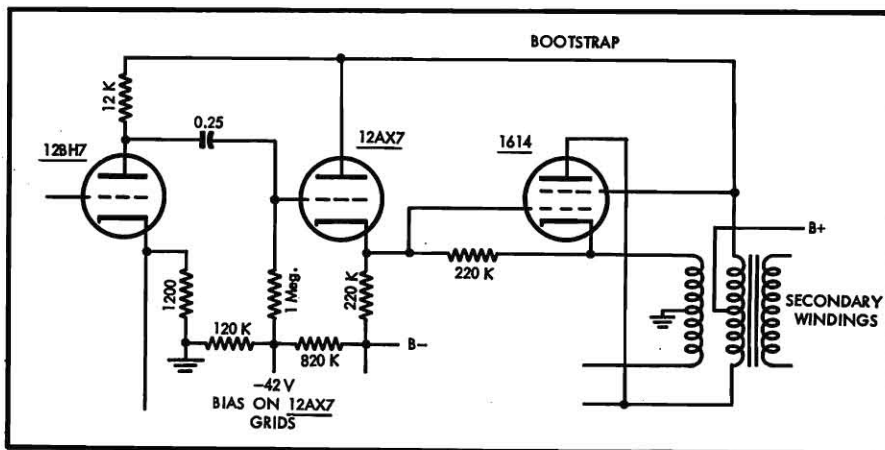 BOOTSTRAP
12 K
0.25
12BH7
12AX7
1614
B+
220 K
1200
1 Meg.
220 K
SECONDARY
WINDINGS
120 K
820 K
B–
–42 V
BIAS ON 12AX7
GRIDS